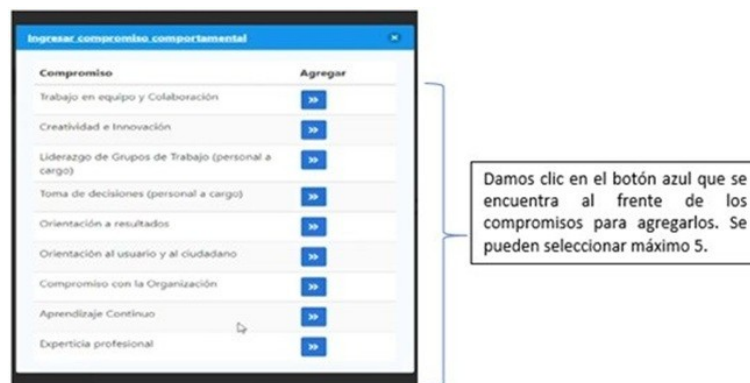 Ingresar compromiso comportamental
Compromiso Agregar
Trabajo en equipo y Colaboración
Creatividad e Innovación
Liderazgo de Grupos de Trabajo (personal a
cargo)
Toma de decisiones (personal a cargo)
Orientación a resultados
Orientación al usuario y al ciudadano
Compromiso con la Organización
Aprendizaje Continuo
Experticia profesional
Damos clic en el botón azul que se
encuentra al frente de los
compromisos para agregarlos. Se
pueden seleccionar máximo 5.